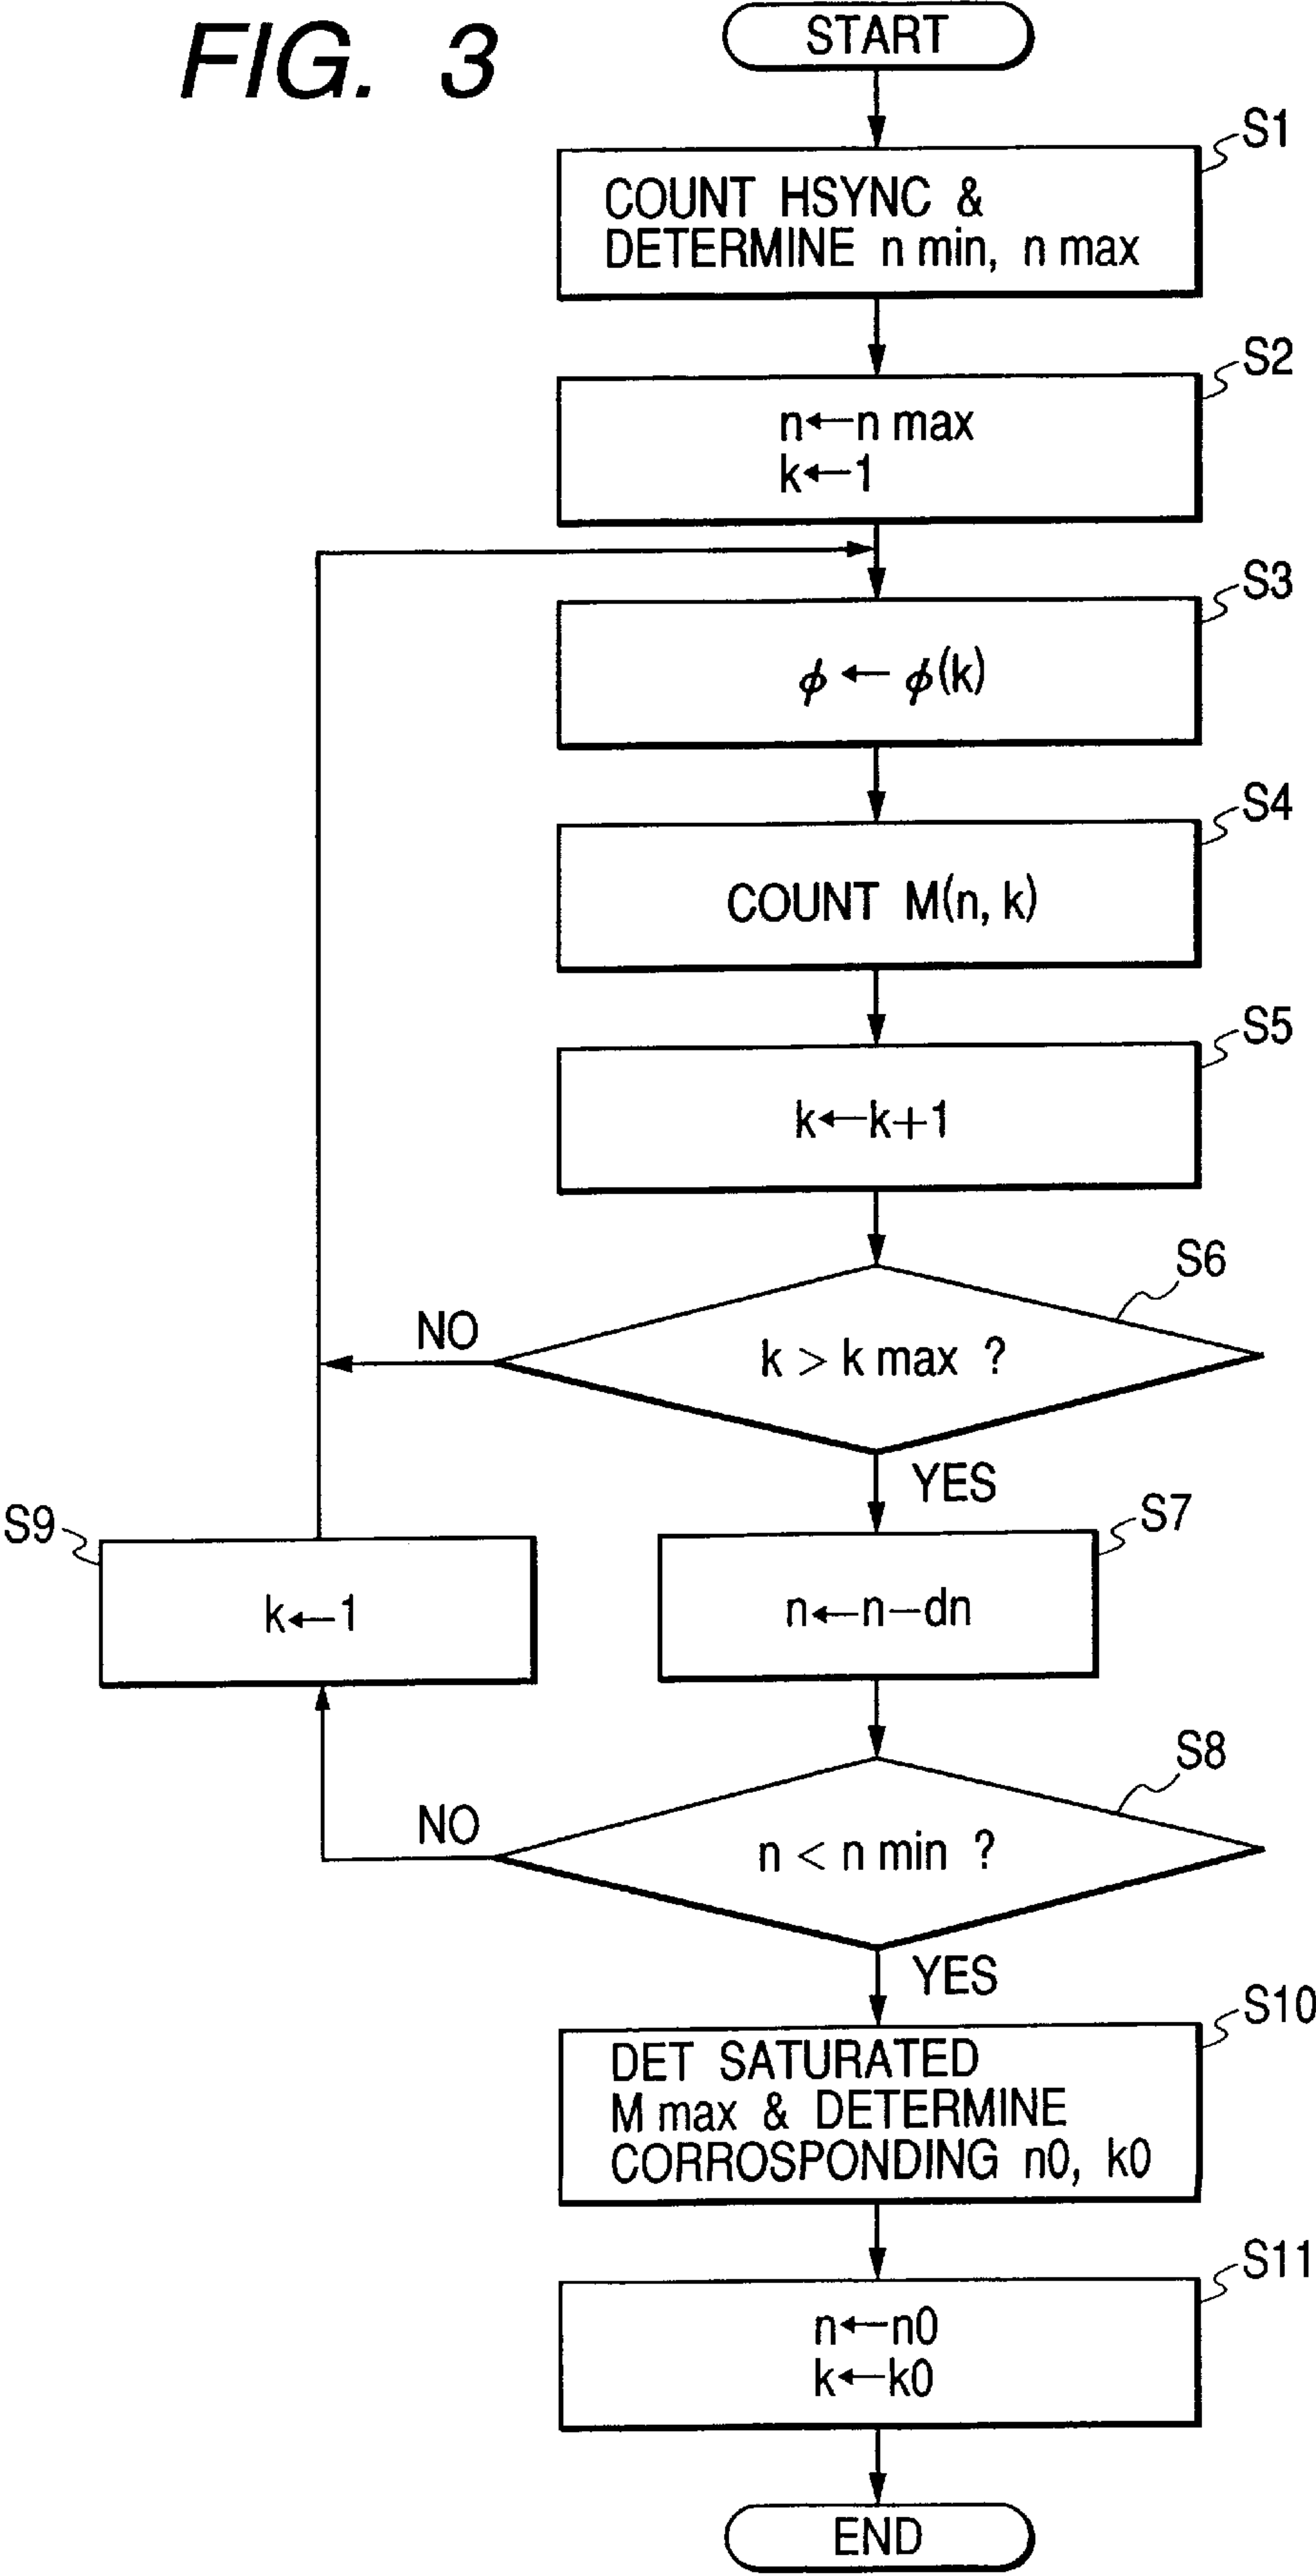 FIG. 3
START
S1
COUNT HSYNC &
DETERMINE n min, n max
S2
n←n max
k←1
S3
ϕ ← ϕ(k)
S4
COUNT M(n, k)
S5
k←k+1
S6
NO
k > k max ?
YES
S9
k←1
S7
n←n−dn
S8
NO
n < n min ?
YES
S10
DET SATURATED
M max & DETERMINE
CORROSPONDING n0, k0
S11
n←n0
k←k0
END